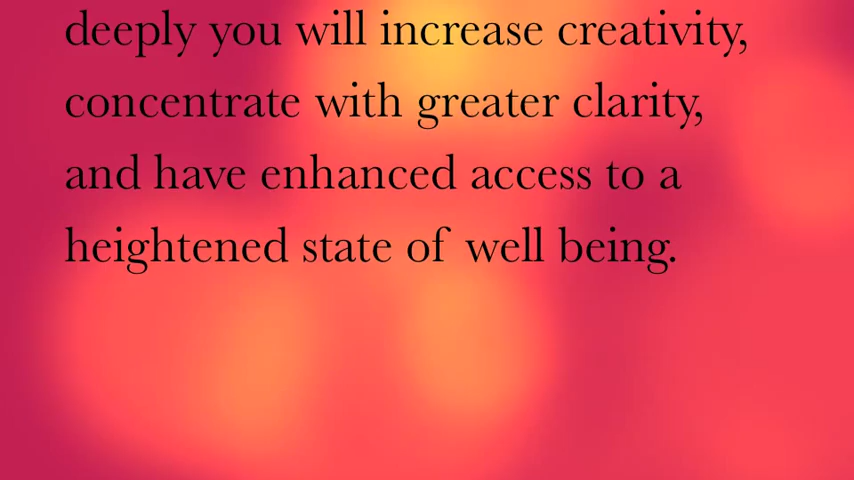 deeply you will increase creativity,
concentrate with greater clarity,
and have enhanced access to a
heightened state of well being.